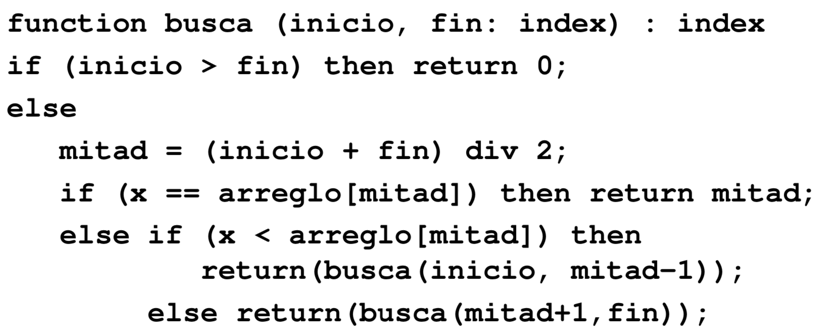 function busca (inicio, fin: index) : index
if (inicio > fin) then return 0;
else
mitad = (inicio + fin) div 2;
if (x == arreglo[mitad]) then return mitad;
else if (x < arreglo[mitad]) then
return(busca(inicio, mitad-1));
else return(busca(mitad+1,fin));